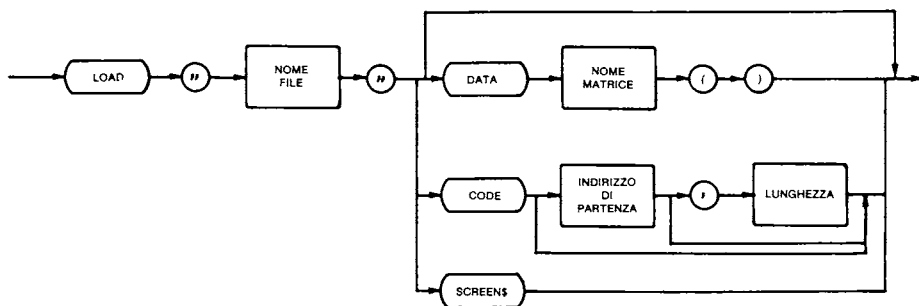 LOAD " NOME FILE " DATA NOME MATRICE ( )
CODE INDIRIZZO DI PARTENZA , LUNGHEZZA
SCREEN$